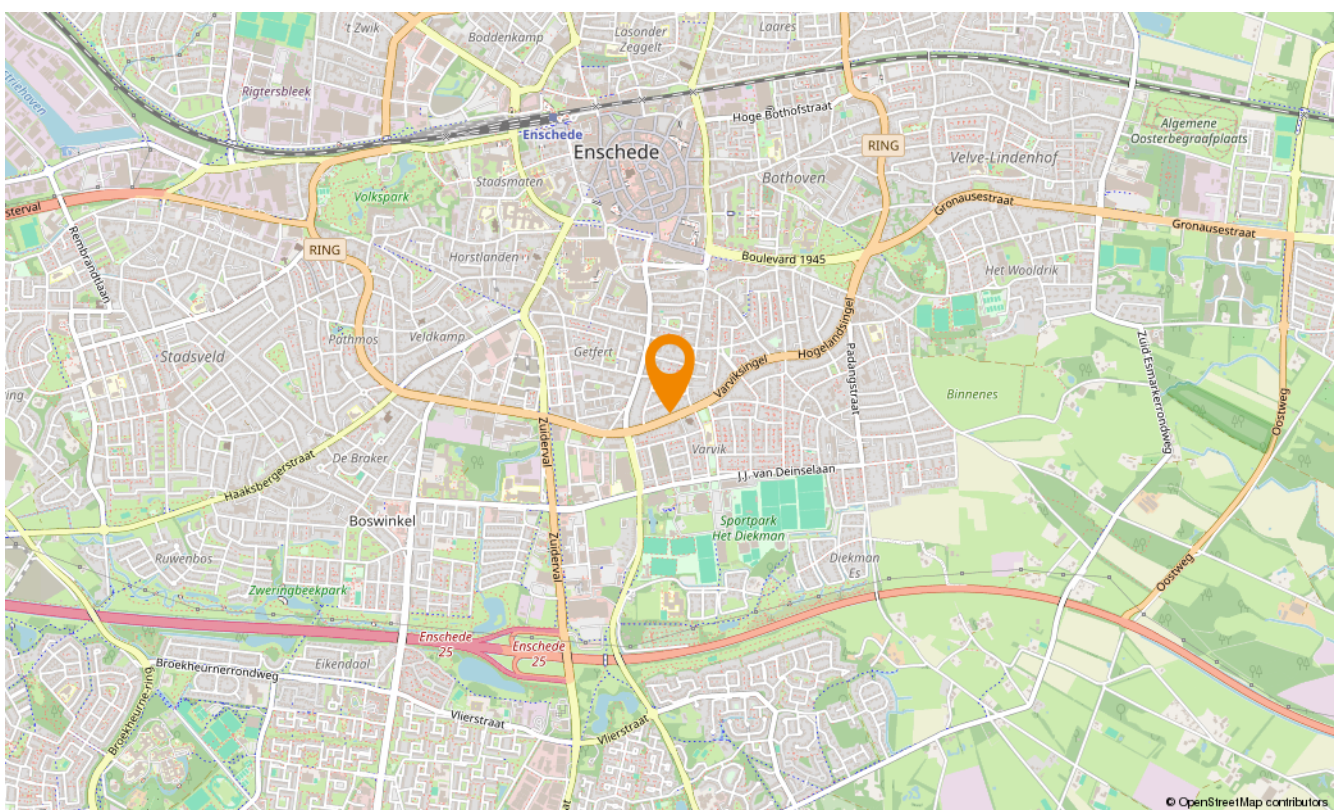 't Zwik
Boddenkamp
Lasonder
Zeggelt
Laares
Rigtersbleek
Hoge Bothofstraat
Enschede
Enschede
RING
Algemene
Oosterbegraafplaats
Velve-Lindenhof
Stadsmaten
Bothoven
Volkspark
sterval
Gronausestraat
Gronausestraat
Rembrandtlaan
RING
Horstlanden
Boulevard 1945
Het Wooldrik
Hogelandsingel
Pathmos
Veldkamp
Stadsveld
Getfert
Varviksingel
Padangstraat
Zuid Esmarkerrondweg
ning
Binnenes
Oostweg
Zuiderval
De Braker
Varvik
J.J. van Deinselaan
Haaksbergerstraat
Boswinkel
Sportpark
Het Diekman
Zuiderval
Ruwenbos
Diekman
Es
Oostweg
Zweringbeekpark
Enschede
25
Enschede
25
Broekheurnerrondweg
Eikendaal
Broekheurne-ring
Vlierstraat
Vlierstraat
© OpenStreetMap contributors